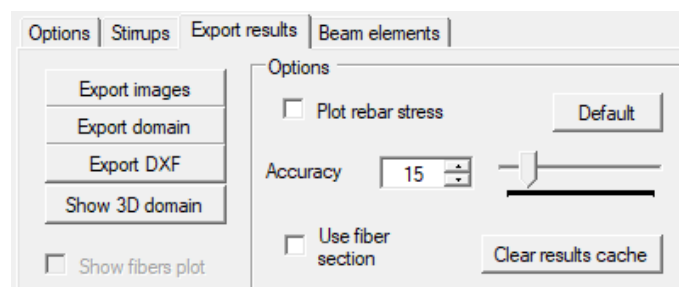 Options Stirrups Export results Beam elements
Export images
Export domain
Export DXF
Show 3D domain
Show fibers plot
Options
Plot rebar stress Default
Accuracy 15
Use fiber
section
Clear results cache